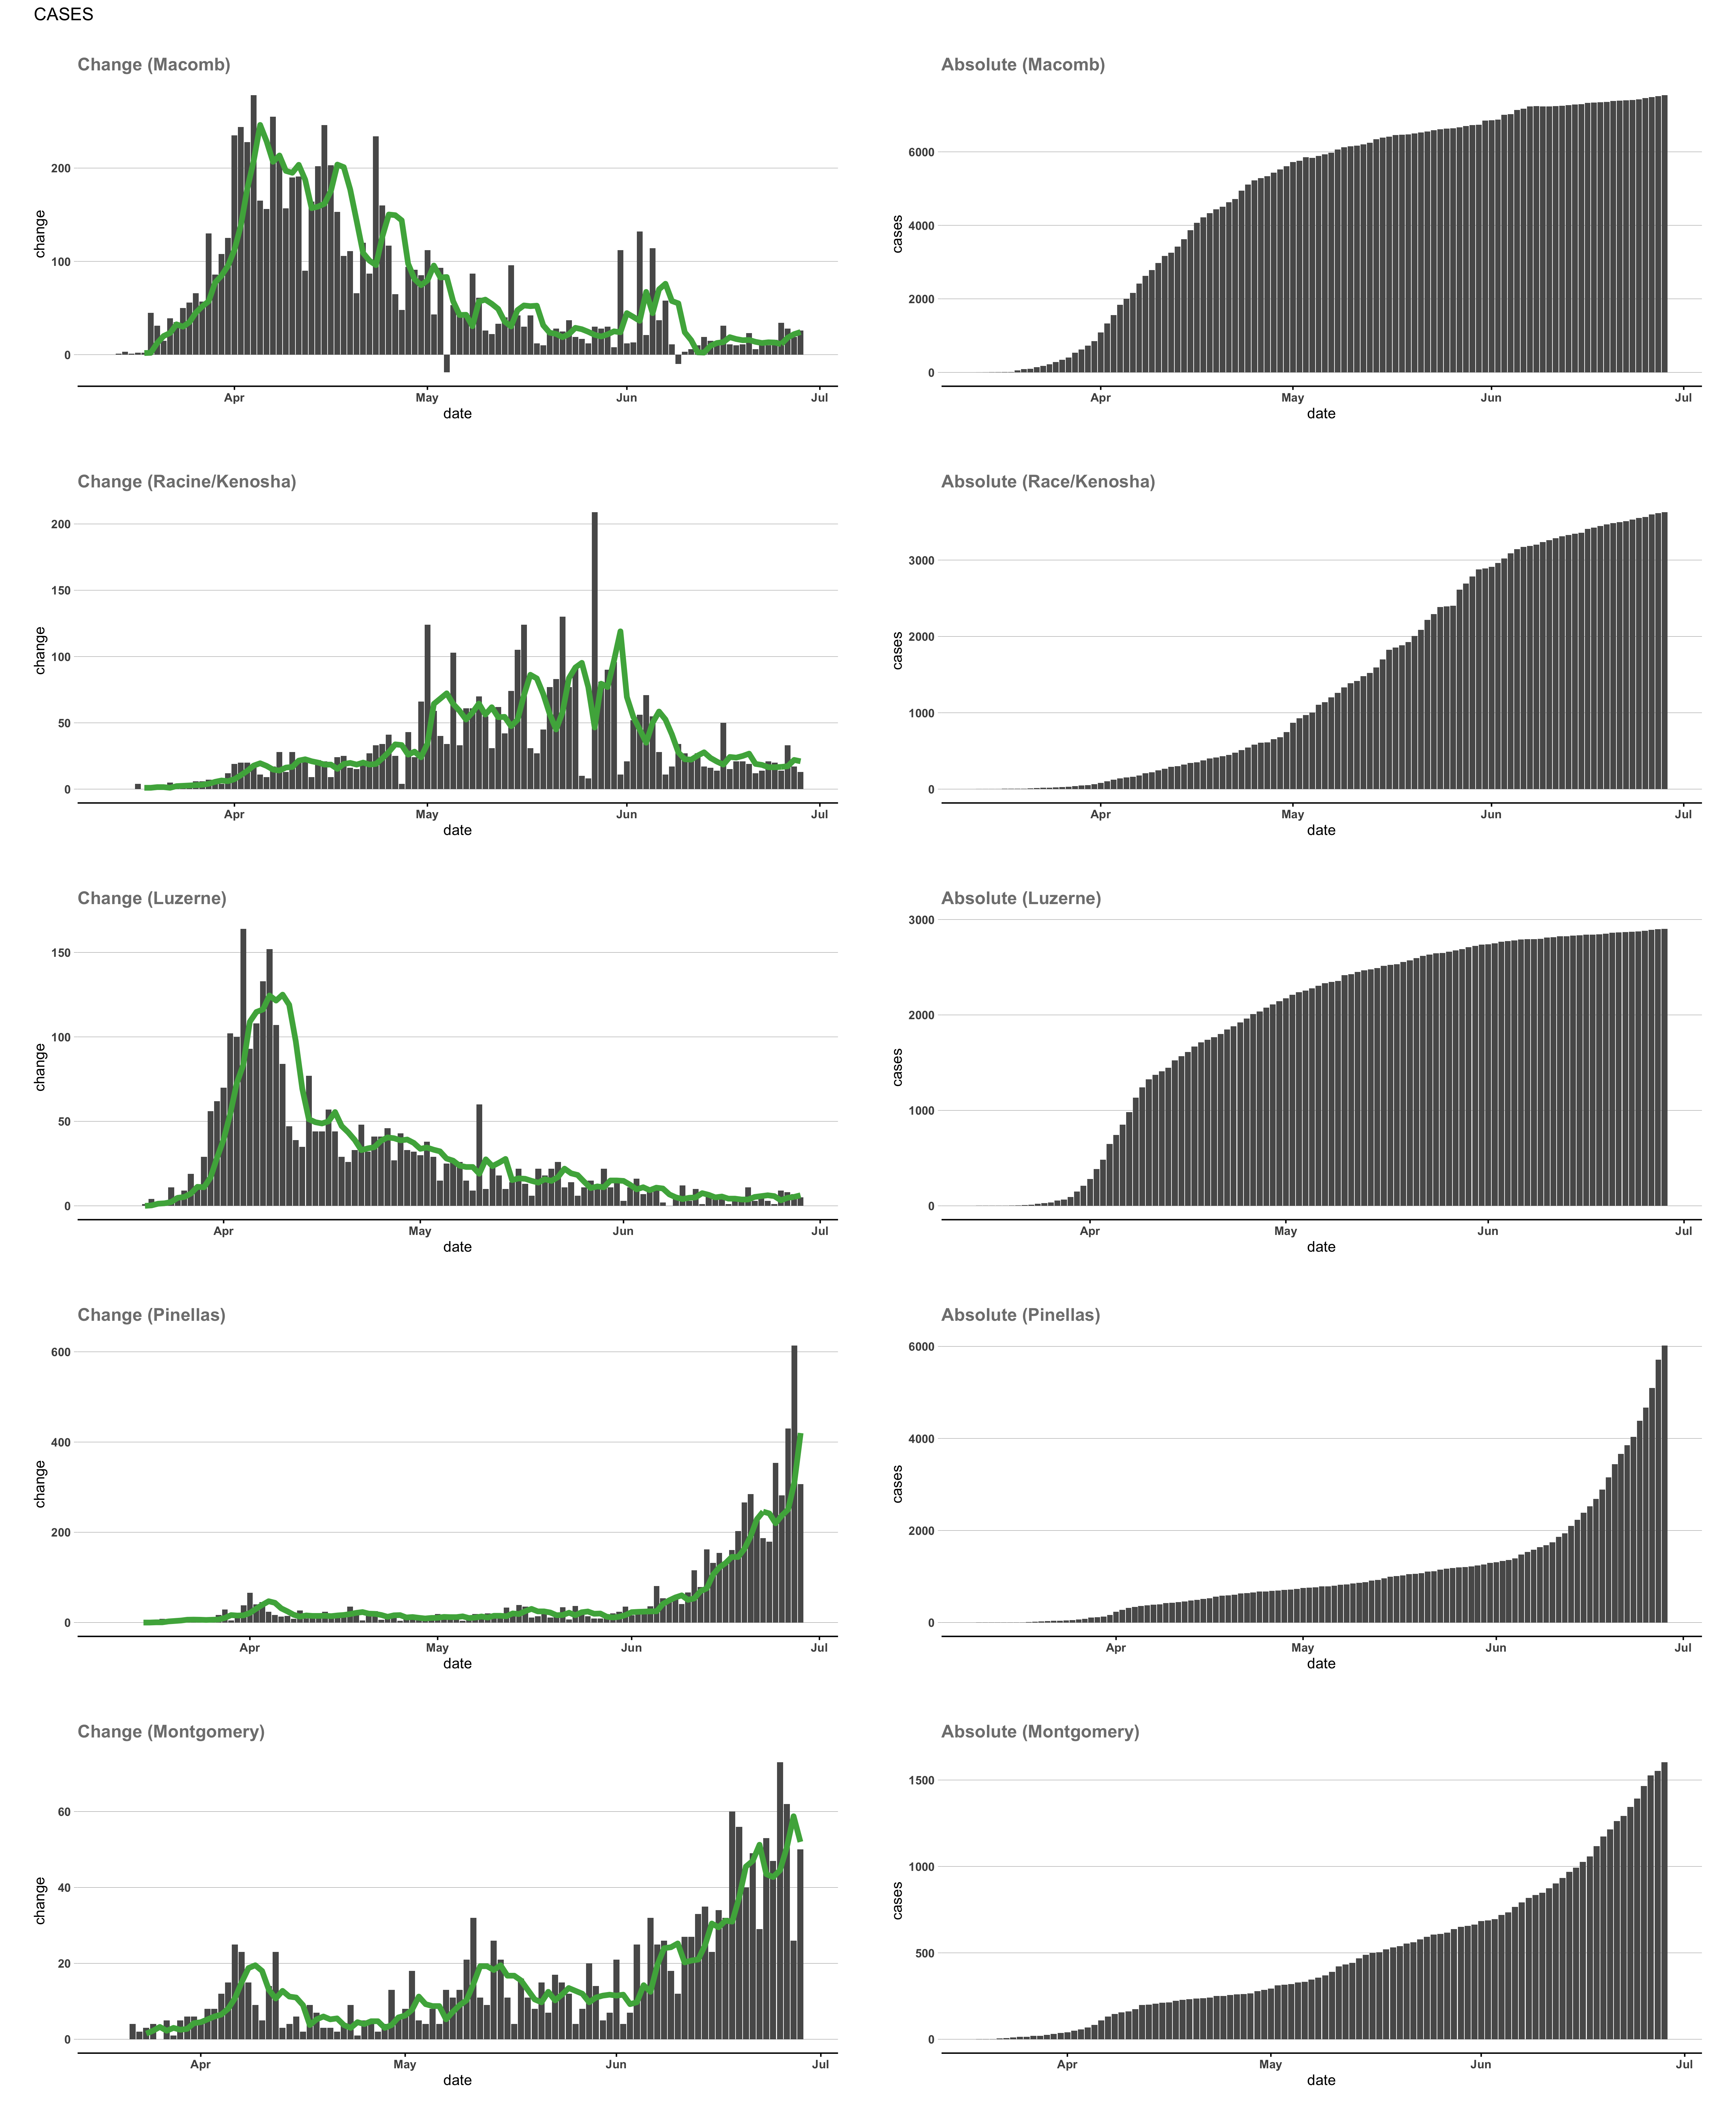 CASES
Change (Macomb)
200
100
0
change
Apr May Jun Jul
date
Absolute (Macomb)
6000
4000
2000
0
cases
Apr May Jun Jul
date
Change (Racine/Kenosha)
200
150
100
50
0
change
Apr May Jun Jul
date
Absolute (Race/Kenosha)
3000
2000
1000
0
cases
Apr May Jun Jul
date
Change (Luzerne)
150
100
50
0
change
Apr May Jun Jul
date
Absolute (Luzerne)
3000
2000
1000
0
cases
Apr May Jun Jul
date
Change (Pinellas)
600
400
200
0
change
Apr May Jun Jul
date
Absolute (Pinellas)
6000
4000
2000
0
cases
Apr May Jun Jul
date
Change (Montgomery)
60
40
20
0
change
Apr May Jun Jul
date
Absolute (Montgomery)
1500
1000
500
0
cases
Apr May Jun Jul
date